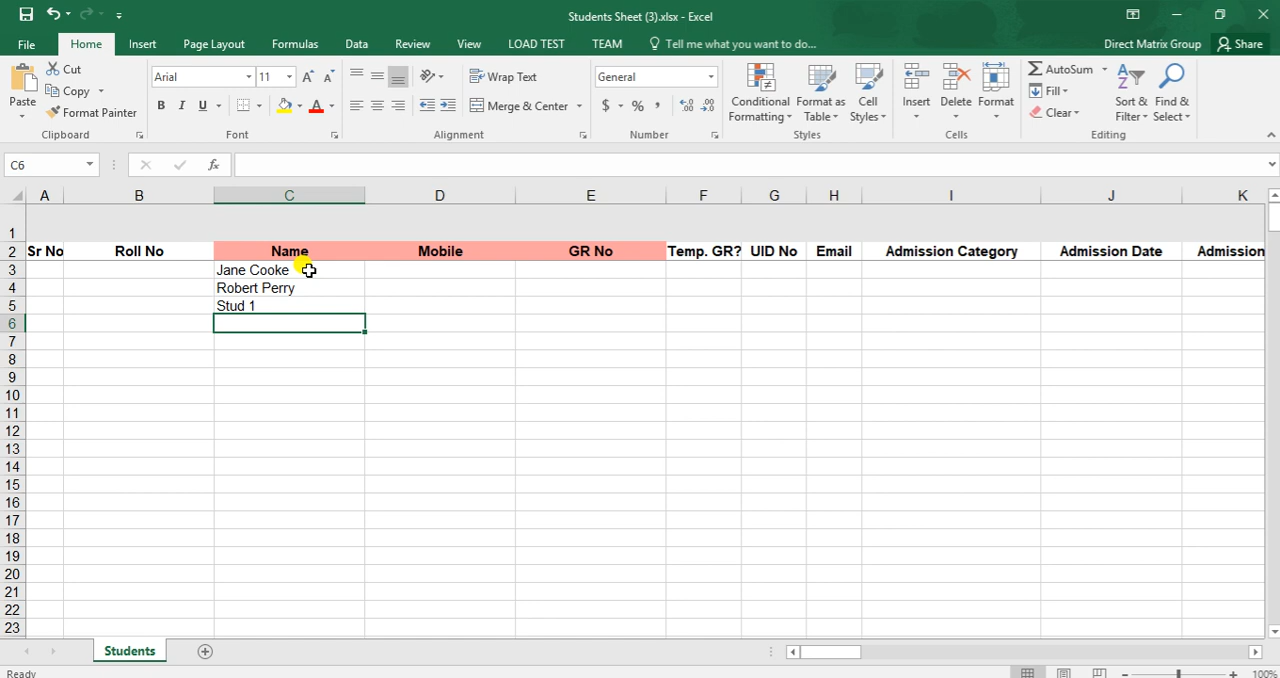 Students Sheet (3).xlsx - Excel
File Home Insert Page Layout Formulas Data Review View LOAD TEST TEAM Tell me what you want to do... Direct Matrix Group Share
Paste Cut Copy Format Painter Clipboard
Arial 11 B I U A Font
Wrap Text Merge & Center Alignment
General $ % , Number
Conditional Formatting Format as Table Cell Styles Styles
Insert Delete Format Cells
AutoSum Fill Clear Sort & Filter Find & Select Editing
C6 fx
A B C D E F G H I J K
1
2 Sr No Roll No Name Mobile GR No Temp. GR? UID No Email Admission Category Admission Date Admission
3 Jane Cooke
4 Robert Perry
5 Stud 1
6
7
8
9
10
11
12
13
14
15
16
17
18
19
20
21
22
23
Students
Ready 100%